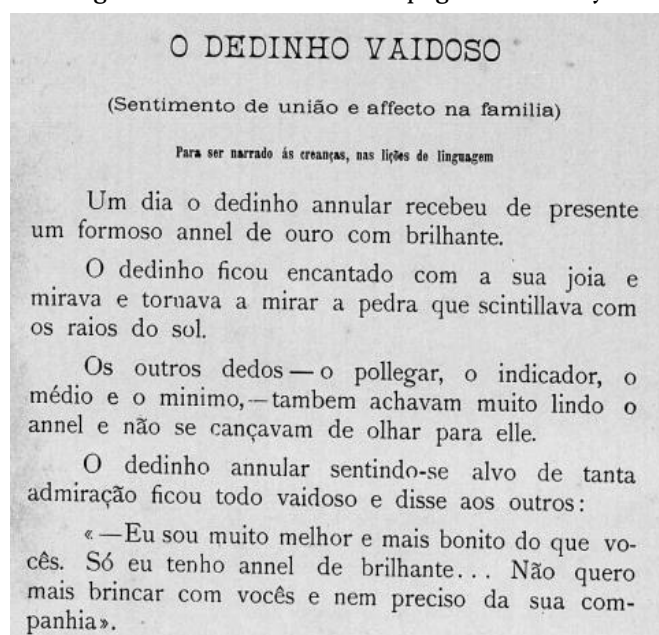 O DEDINHO VAIDOSO
(Sentimento de união e affecto na familia)
Para ser narrado ás creanças, nas lições de linguagem
Um dia o dedinho annular recebeu de presente
um formoso annel de ouro com brilhante.
O dedinho ficou encantado com a sua joia e
mirava e tornava a mirar a pedra que scintillava com
os raios do sol.
Os outros dedos — o pollegar, o indicador, o
médio e o minimo, — tambem achavam muito lindo o
annel e não se cançavam de olhar para elle.
O dedinho annular sentindo-se alvo de tanta
admiração ficou todo vaidoso e disse aos outros:
« — Eu sou muito melhor e mais bonito do que vo-
cês. Só eu tenho annel de brilhante... Não quero
mais brincar com vocês e nem preciso da sua com-
panhia».